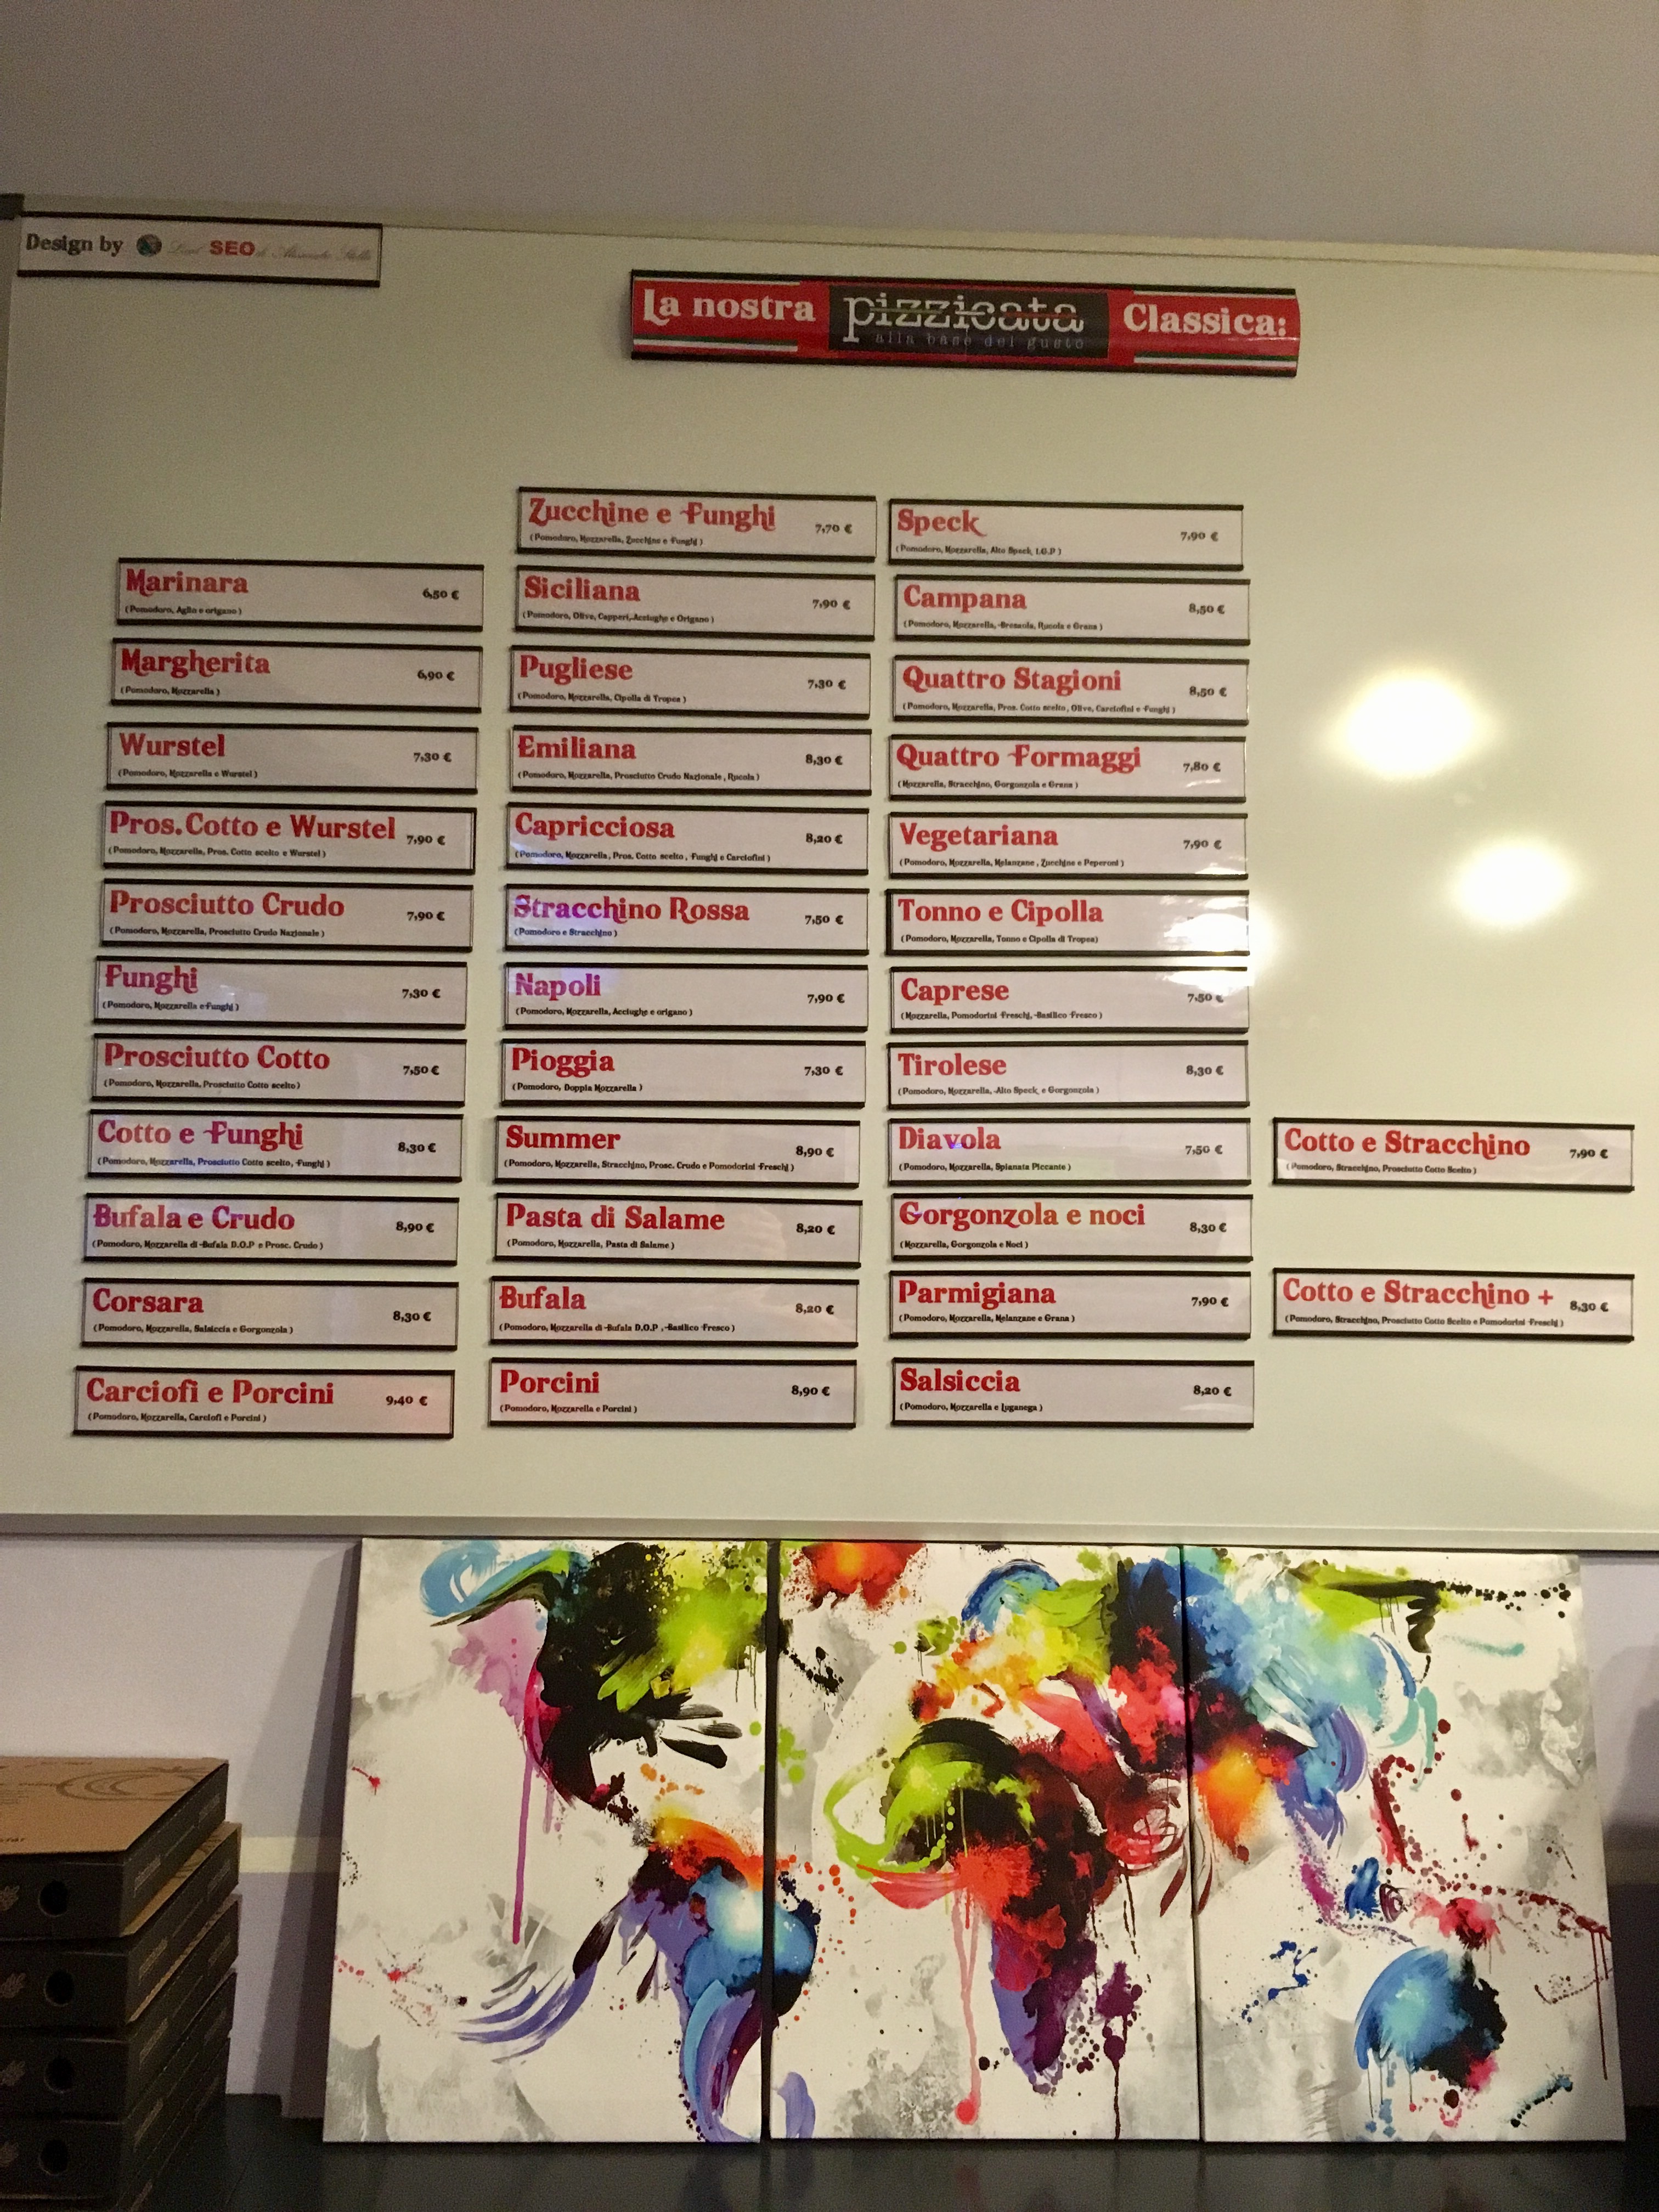 Design by SEO
La nostra pizzicata Classica:
alla base del gusto
Marinara 6,50 €
(Pomodoro, Aglio e origano)
Margherita 6,90 €
(Pomodoro, Mozzarella)
Wurstel 7,30 €
(Pomodoro, Mozzarella e Wurstel)
Pros.Cotto e Wurstel 7,90 €
(Pomodoro, Mozzarella, Pros. Cotto scelto e Wurstel)
Prosciutto Crudo 7,90 €
(Pomodoro, Mozzarella, Prosciutto Crudo Nazionale)
Funghi 7,30 €
(Pomodoro, Mozzarella e Funghi)
Prosciutto Cotto 7,50 €
(Pomodoro, Mozzarella, Prosciutto Cotto scelto)
Cotto e Funghi 8,30 €
(Pomodoro, Mozzarella, Prosciutto Cotto scelto, Funghi)
Bufala e Crudo 8,90 €
(Pomodoro, Mozzarella di Bufala D.O.P e Prosc. Crudo)
Corsara 8,30 €
(Pomodoro, Mozzarella, Salsiccia e Gorgonzola)
Carciofi e Porcini 9,40 €
(Pomodoro, Mozzarella, Carciofi e Porcini)
Zucchine e Funghi 7,70 €
(Pomodoro, Mozzarella, Zucchine e Funghi)
Siciliana 7,90 €
(Pomodoro, Olive, Capperi, Acciughe e Origano)
Pugliese 7,30 €
(Pomodoro, Mozzarella, Cipolla di Tropea)
Emiliana 8,30 €
(Pomodoro, Mozzarella, Prosciutto Crudo Nazionale, Rucola)
Capricciosa 8,20 €
(Pomodoro, Mozzarella, Pros. Cotto scelto, Funghi e Carciofini)
Stracchino Rossa 7,50 €
(Pomodoro e Stracchino)
Napoli 7,90 €
(Pomodoro, Mozzarella, Acciughe e origano)
Pioggia 7,30 €
(Pomodoro, Doppia Mozzarella)
Summer 8,90 €
(Pomodoro, Mozzarella, Stracchino, Prosc. Crudo e Pomodorini Freschi)
Pasta di Salame 8,20 €
(Pomodoro, Mozzarella, Pasta di Salame)
Bufala 8,20 €
(Pomodoro, Mozzarella di Bufala D.O.P , Basilico Fresco)
Porcini 8,90 €
(Pomodoro, Mozzarella e Porcini)
Speck 7,90 €
(Pomodoro, Mozzarella, Alto Speck, I.G.P)
Campana 8,50 €
(Pomodoro, Mozzarella, Bresaola, Rucola e Grana)
Quattro Stagioni 8,50 €
(Pomodoro, Mozzarella, Pros. Cotto scelto, Olive, Carciofini e Funghi)
Quattro Formaggi 7,80 €
(Mozzarella, Stracchino, Gorgonzola e Grana)
Vegetariana 7,90 €
(Pomodoro, Mozzarella, Melanzane, Zucchine e Peperoni)
Tonno e Cipolla
(Pomodoro, Mozzarella, Tonno e Cipolla di Tropea)
Caprese 7,50 €
(Mozzarella, Pomodorini Freschi, Basilico Fresco)
Tirolese 8,30 €
(Pomodoro, Mozzarella, Alto Speck, e Gorgonzola)
Diavola 7,50 €
(Pomodoro, Mozzarella, Spianata Piccante)
Gorgonzola e noci 8,30 €
(Mozzarella, Gorgonzola e Noci)
Parmigiana 7,90 €
(Pomodoro, Mozzarella, Melanzane e Grana)
Salsiccia 8,20 €
(Pomodoro, Mozzarella e Luganega)
Cotto e Stracchino 7,90 €
(Pomodoro, Stracchino, Prosciutto Cotto Scelto)
Cotto e Stracchino + 8,30 €
(Pomodoro, Stracchino, Prosciutto Cotto Scelto e Pomodorini Freschi)